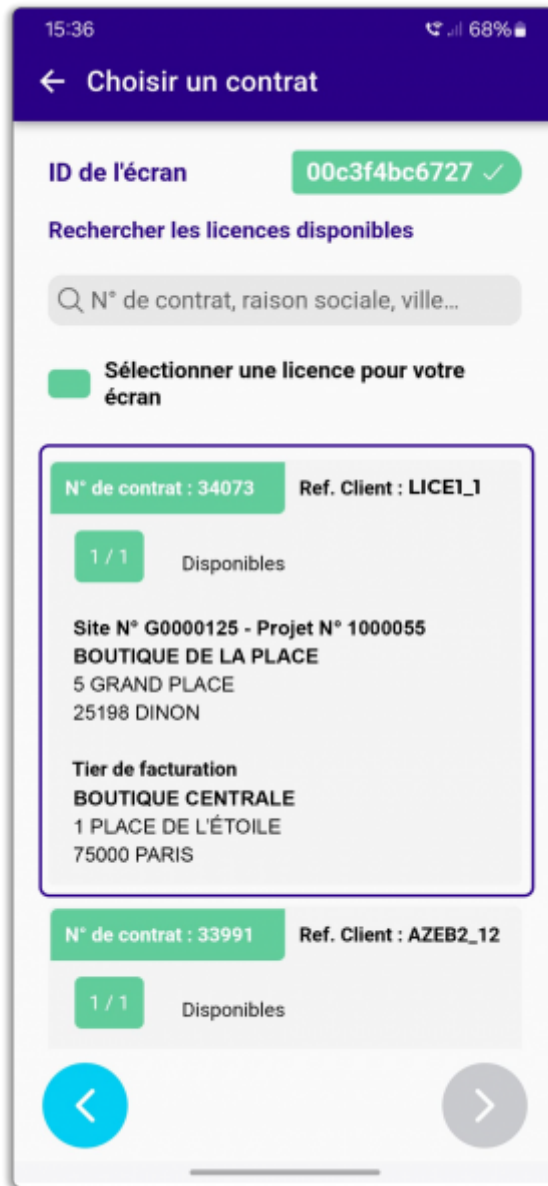 15:36 68%
Choisir un contrat
ID de l'écran 00c3f4bc6727
Rechercher les licences disponibles
N° de contrat, raison sociale, ville...
Sélectionner une licence pour votre
écran
N° de contrat : 34073 Ref. Client : LICE1_1
1 / 1 Disponibles
Site N° G0000125 - Projet N° 1000055
BOUTIQUE DE LA PLACE
5 GRAND PLACE
25198 DINON
Tier de facturation
BOUTIQUE CENTRALE
1 PLACE DE L'ÉTOILE
75000 PARIS
N° de contrat : 33991 Ref. Client : AZEB2_12
1 / 1 Disponibles